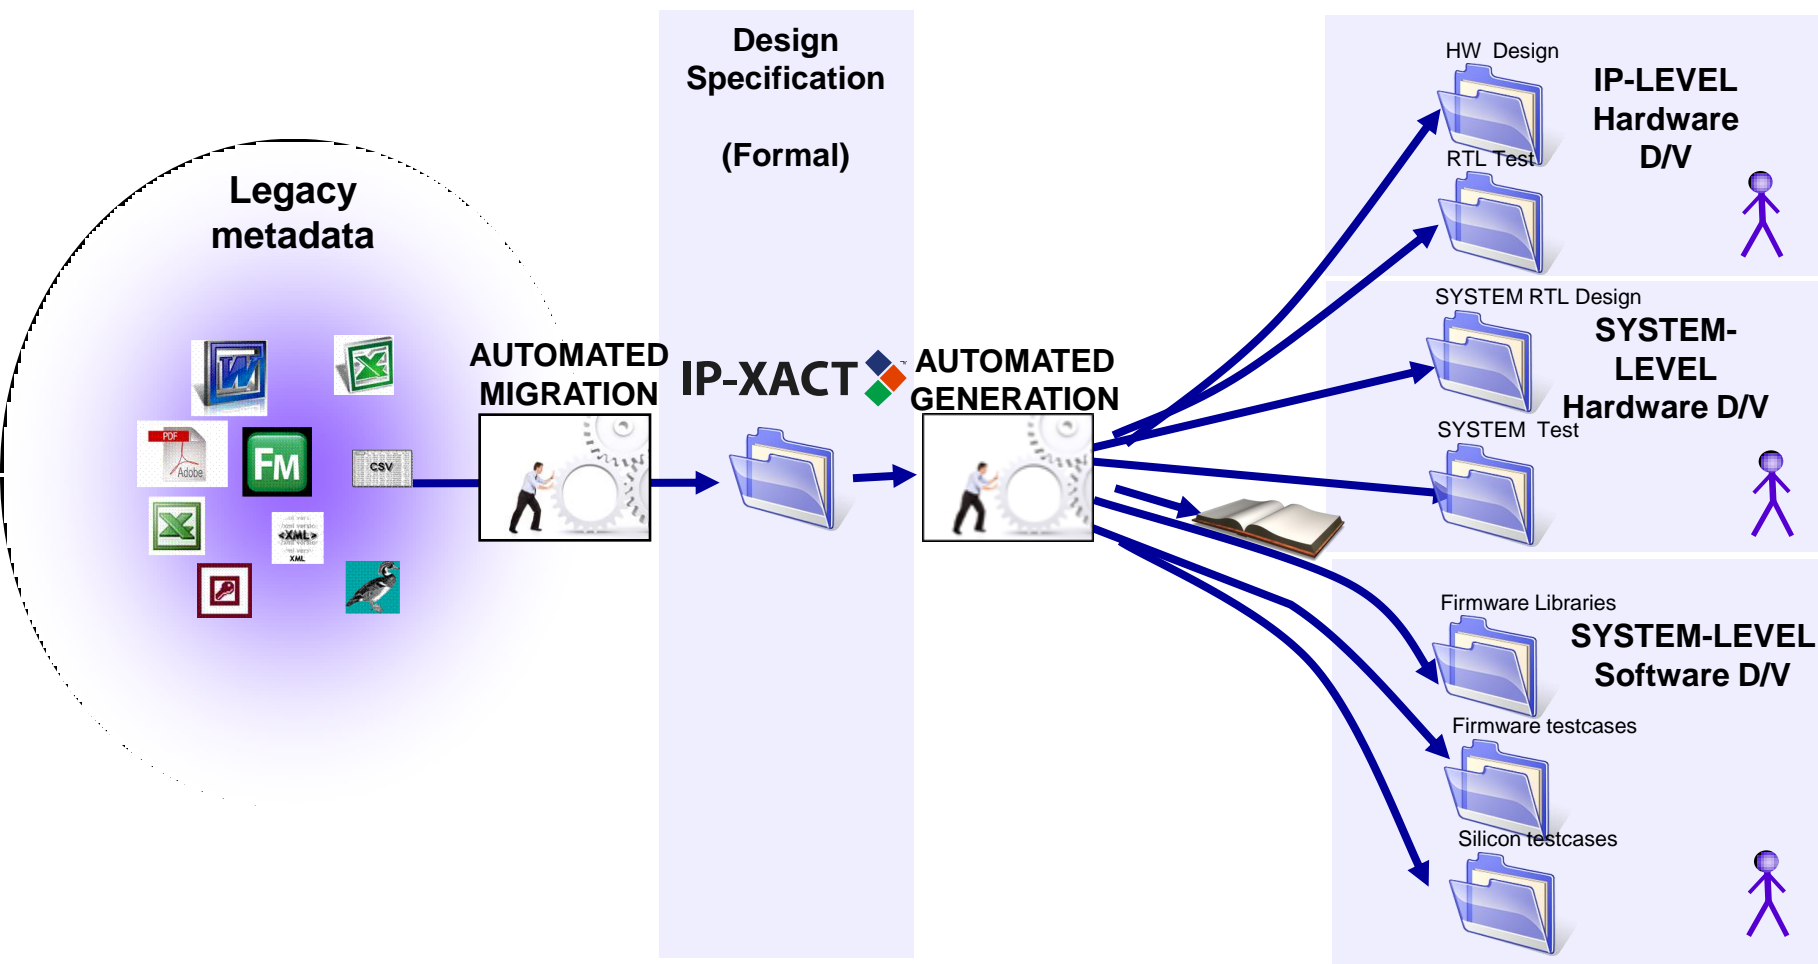 Legacy
metadata
W
PDF
Adobe
FM
CSV
<XML>
XML
AUTOMATED
MIGRATION
Design
Specification
(Formal)
IP-XACT™
AUTOMATED
GENERATION
HW Design
IP-LEVEL
Hardware
D/V
RTL Test
SYSTEM RTL Design
SYSTEM-
LEVEL
Hardware D/V
SYSTEM Test
Firmware Libraries
SYSTEM-LEVEL
Software D/V
Firmware testcases
Silicon testcases